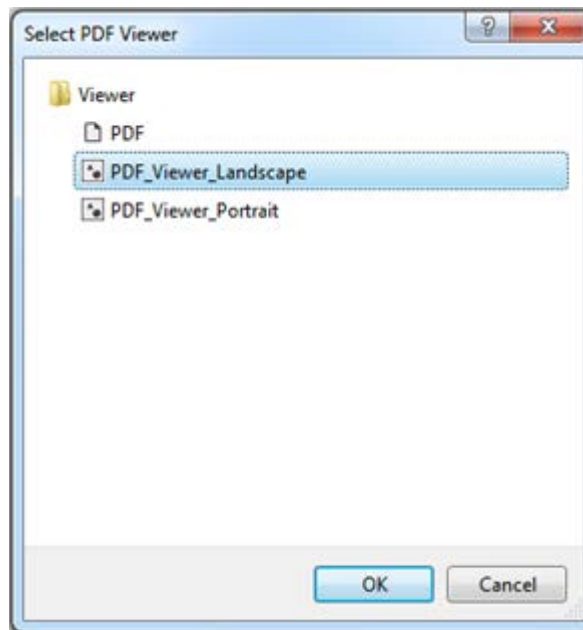 Select PDF Viewer
?
Viewer
PDF
PDF_Viewer_Landscape
PDF_Viewer_Portrait
OK
Cancel